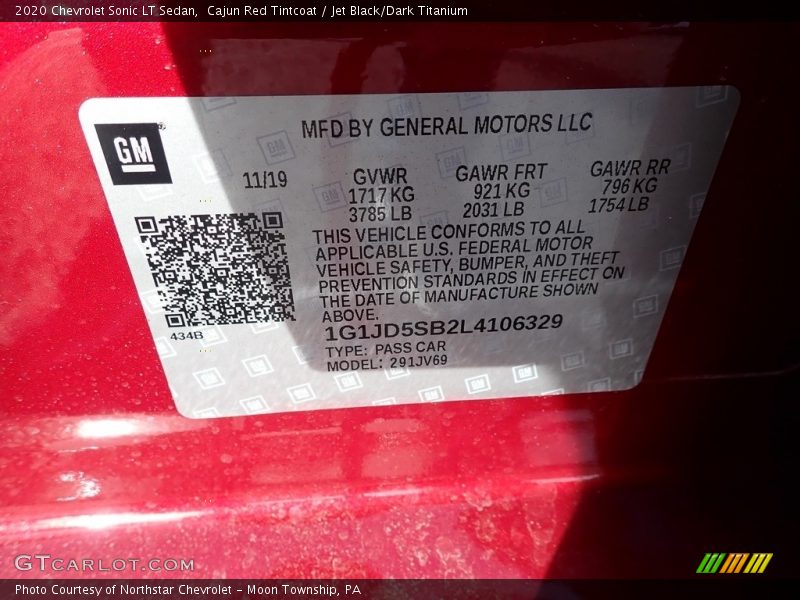 2020 Chevrolet Sonic LT Sedan,  Cajun Red Tintcoat / Jet Black/Dark Titanium
MFD BY GENERAL MOTORS LLC
GM ®
11/19
GVWR GAWR FRT GAWR RR
1717 KG 921 KG 796 KG
3785 LB 2031 LB 1754 LB
THIS VEHICLE CONFORMS TO ALL
APPLICABLE U.S. FEDERAL MOTOR
VEHICLE SAFETY, BUMPER, AND THEFT
PREVENTION STANDARDS IN EFFECT ON
THE DATE OF MANUFACTURE SHOWN
ABOVE.
434B
1G1JD5SB2L4106329
TYPE: PASS CAR
MODEL: 291JV69
GTCARLOT.COM
Photo Courtesy of Northstar Chevrolet – Moon Township, PA